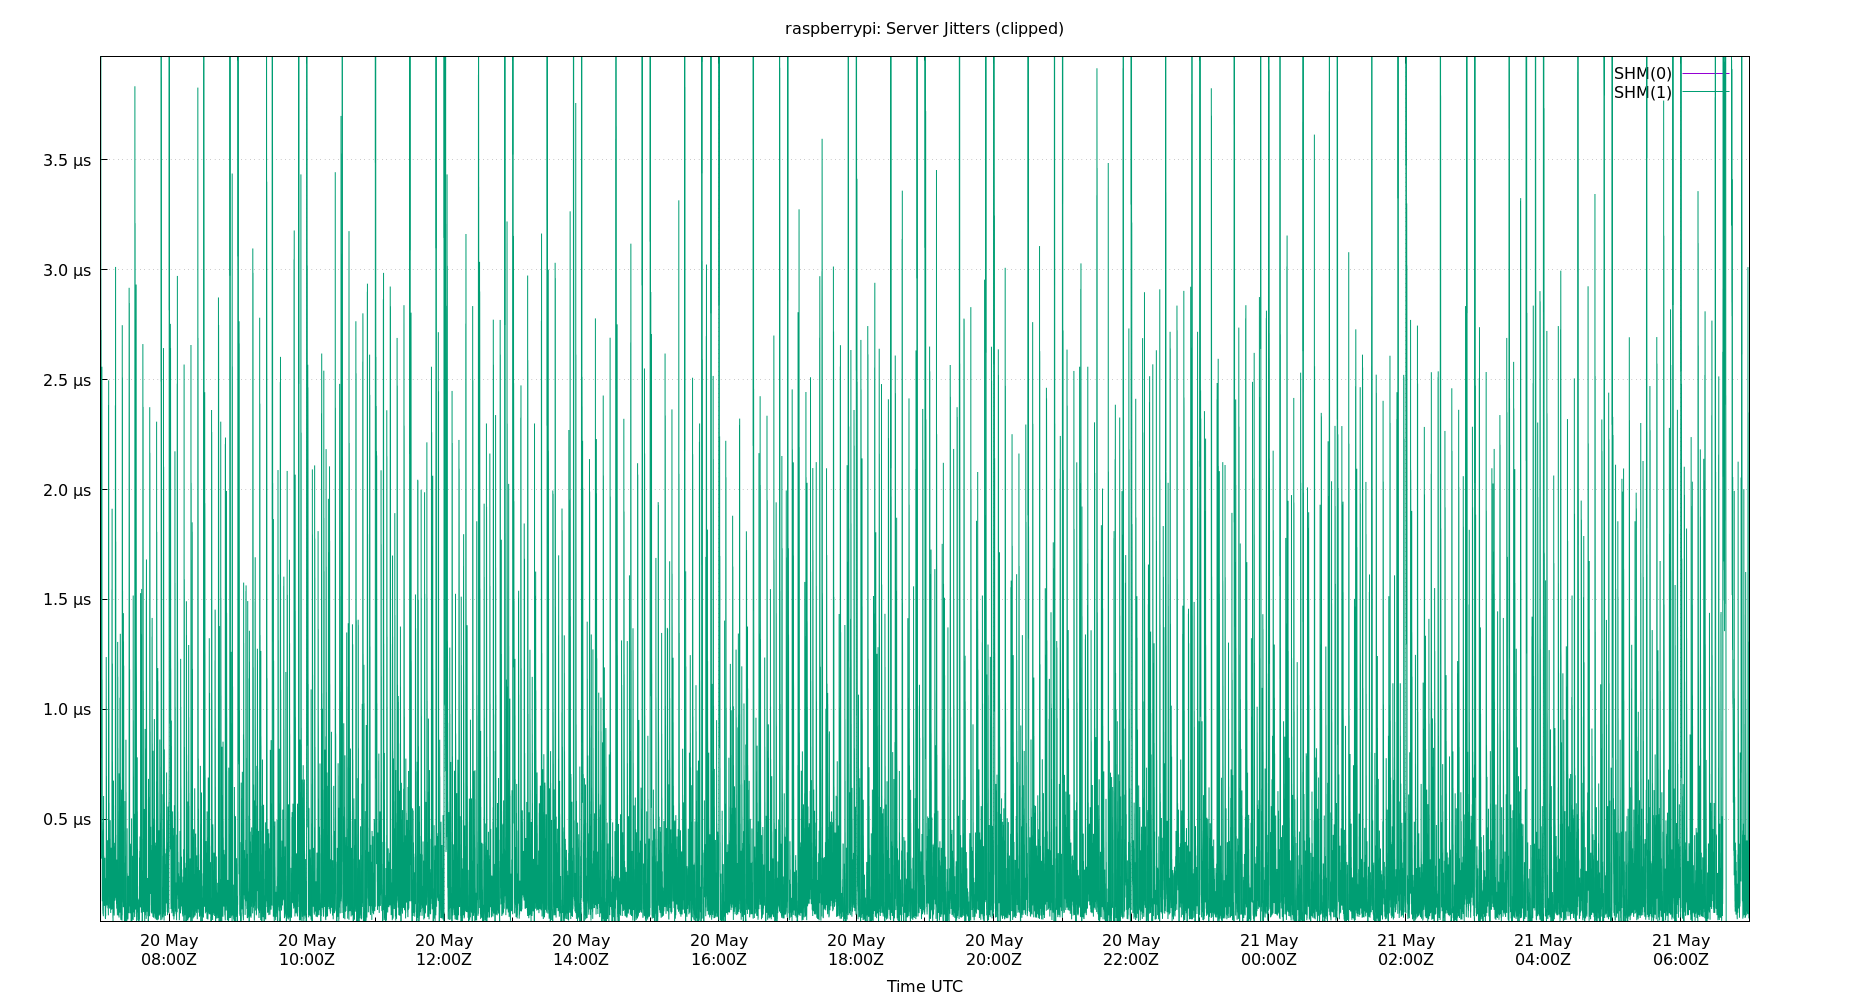 raspberrypi: Server Jitters (clipped)
SHM(0)
SHM(1)
3.5 µs
3.0 µs
2.5 µs
2.0 µs
1.5 µs
1.0 µs
0.5 µs
20 May 20 May 20 May 20 May 20 May 20 May 20 May 20 May 21 May 21 May 21 May 21 May
08:00Z 10:00Z 12:00Z 14:00Z 16:00Z 18:00Z 20:00Z 22:00Z 00:00Z 02:00Z 04:00Z 06:00Z
Time UTC